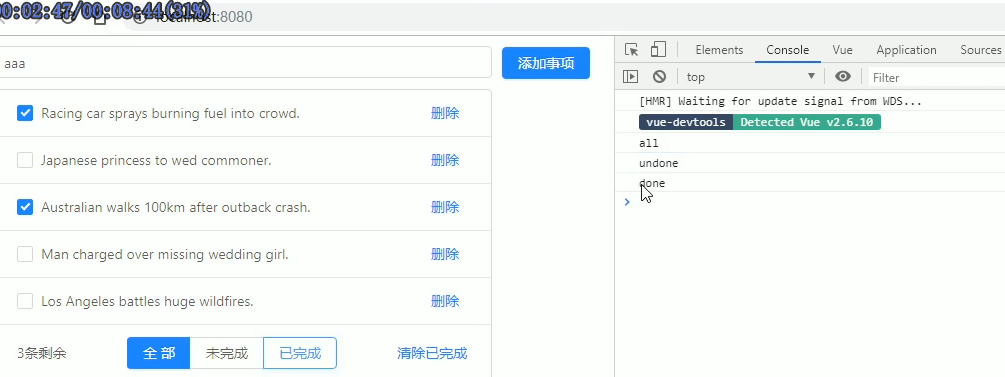 00:02:47/00:08:44(31%)
localhost:8080
aaa
添加事项
Racing car sprays burning fuel into crowd.
删除
Japanese princess to wed commoner.
删除
Australian walks 100km after outback crash.
删除
Man charged over missing wedding girl.
删除
Los Angeles battles huge wildfires.
删除
3条剩余
全部
未完成
已完成
清除已完成
Elements Console Vue Application Sources
top
Filter
[HMR] Waiting for update signal from WDS...
vue-devtools Detected Vue v2.6.10
all
undone
done